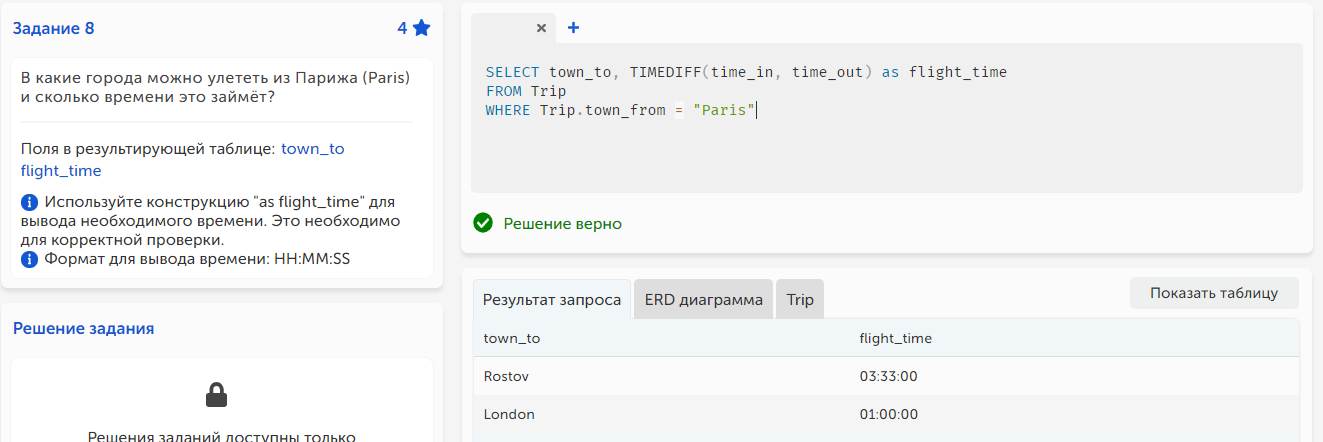 Задание 8
4
В какие города можно улететь из Парижа (Paris)
и сколько времени это займёт?
Поля в результирующей таблице: town_to
flight_time
Используйте конструкцию "as flight_time" для
вывода необходимого времени. Это необходимо
для корректной проверки.
Формат для вывода времени: HH:MM:SS
Решение задания
Решения заданий доступны только
SELECT town_to, TIMEDIFF(time_in, time_out) as flight_time
FROM Trip
WHERE Trip.town_from = "Paris"
Решение верно
Результат запроса
ERD диаграмма
Trip
Показать таблицу
town_to flight_time
Rostov 03:33:00
London 01:00:00